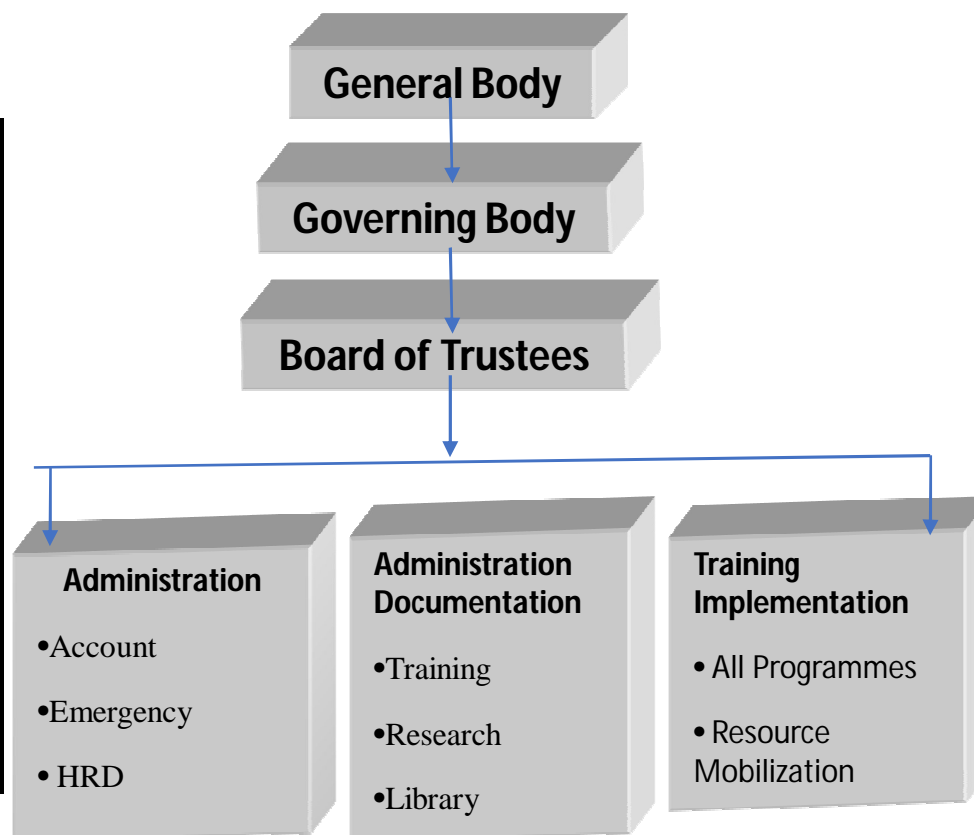 General Body
Governing Body
Board of Trustees
Administration
•Account
•Emergency
• HRD
Administration
Documentation
•Training
•Research
•Library
Training
Implementation
• All Programmes
• Resource
Mobilization